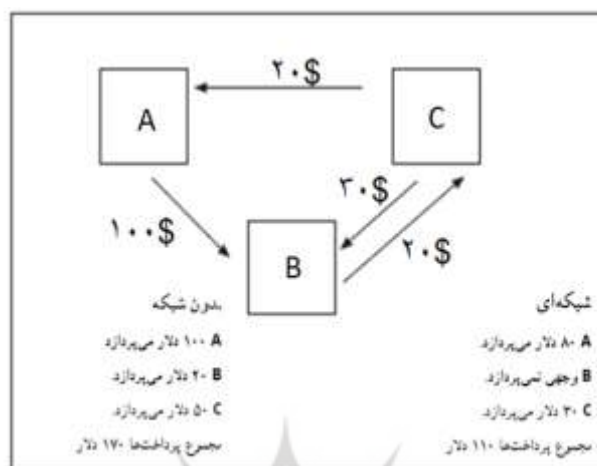 ۲۰$
A
C
۳۰$
۱۰۰$
۲۰$
B
شبکه‌ای
A ۸۰ دلار می‌پردازد.
B وجهی نمی‌پردازد.
C ۳۰ دلار می‌پردازد.
مجموع پرداخت‌ها ۱۱۰ دلار
بدون شبکه
A ۱۰۰ دلار می‌پردازد
B ۲۰ دلار می‌پردازد.
C ۵۰ دلار می‌پردازد.
مجموع پرداخت‌ها ۱۷۰ دلار